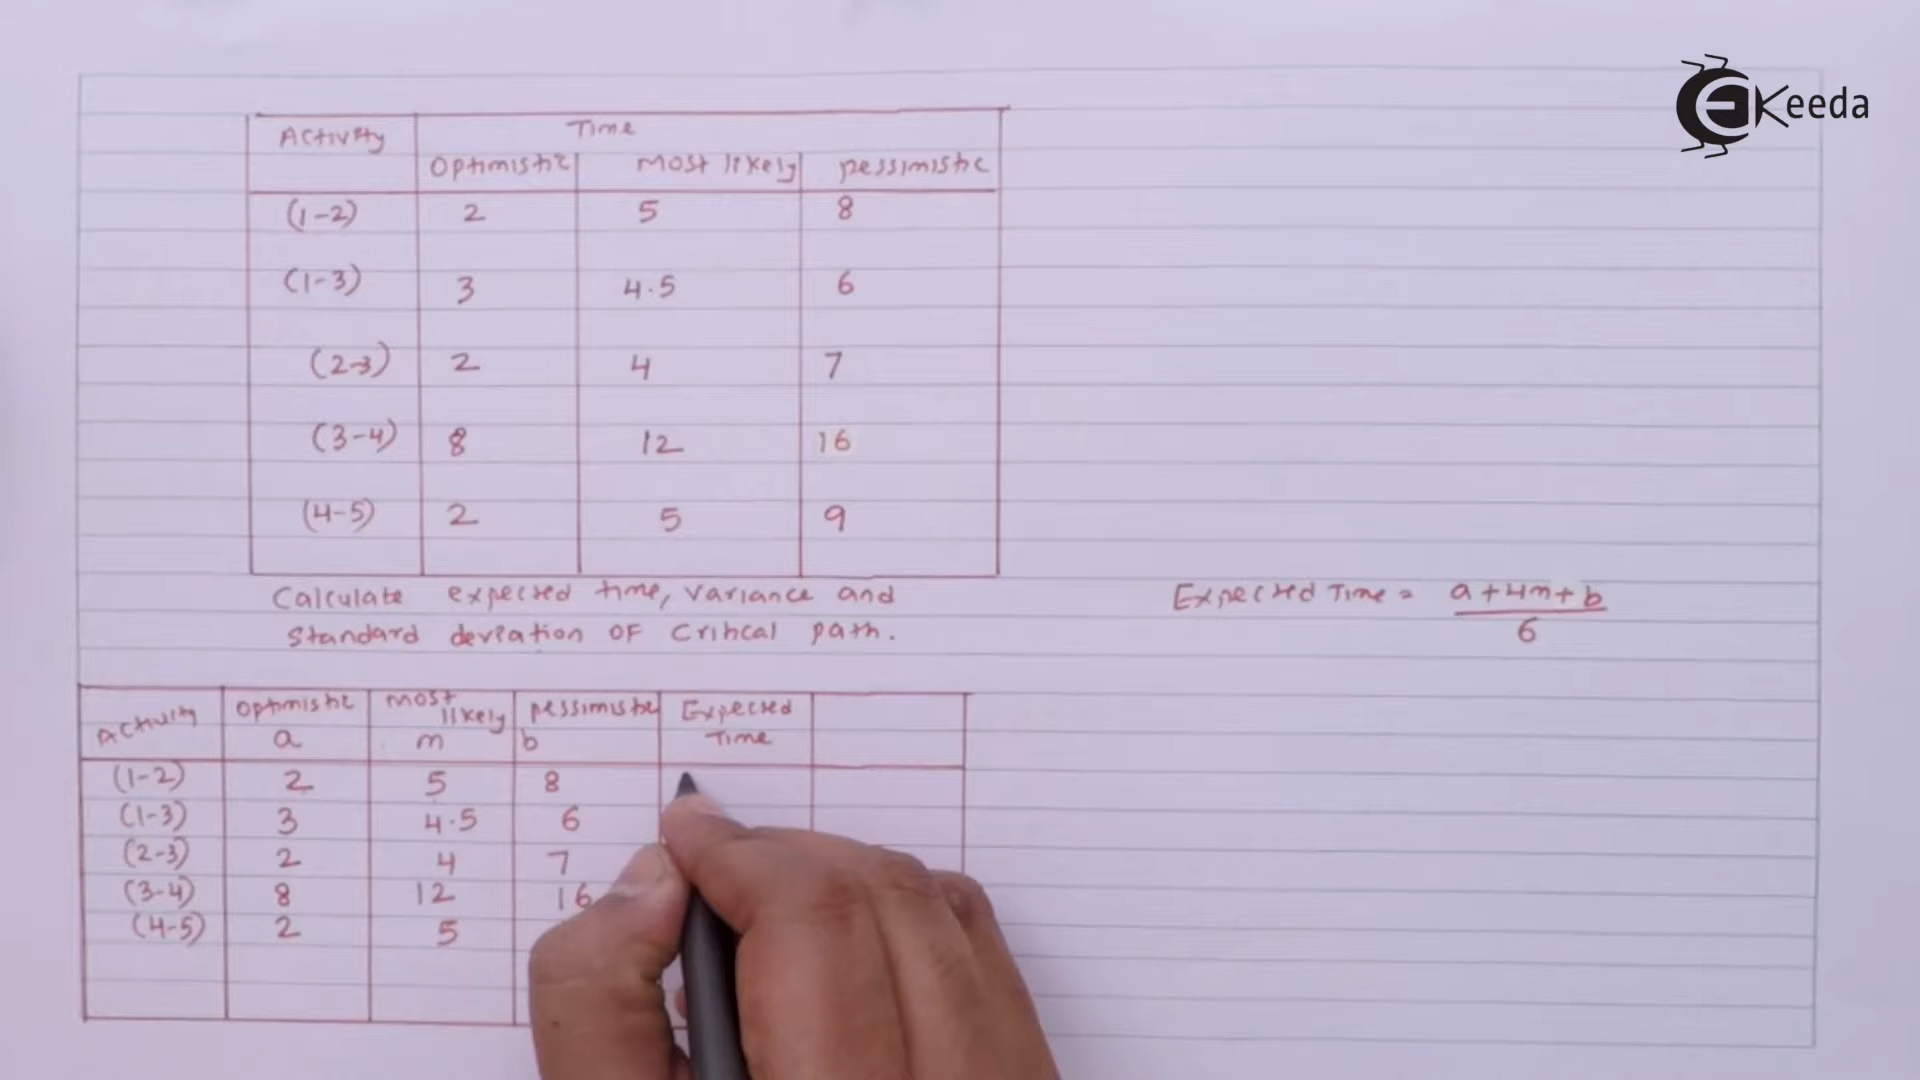 EKeeda
Activity Time
Optimistic Most likely pessimistic
(1-2) 2 5 8
(1-3) 3 4.5 6
(2-3) 2 4 7
(3-4) 8 12 16
(4-5) 2 5 9
Calculate expected time, variance and
standard deviation of critical path.
Expected Time = a+4m+b
6
Activity Optimistic Most likely pessimistic Expected Time
a m b
(1-2) 2 5 8
(1-3) 3 4.5 6
(2-3) 2 4 7
(3-4) 8 12 16
(4-5) 2 5